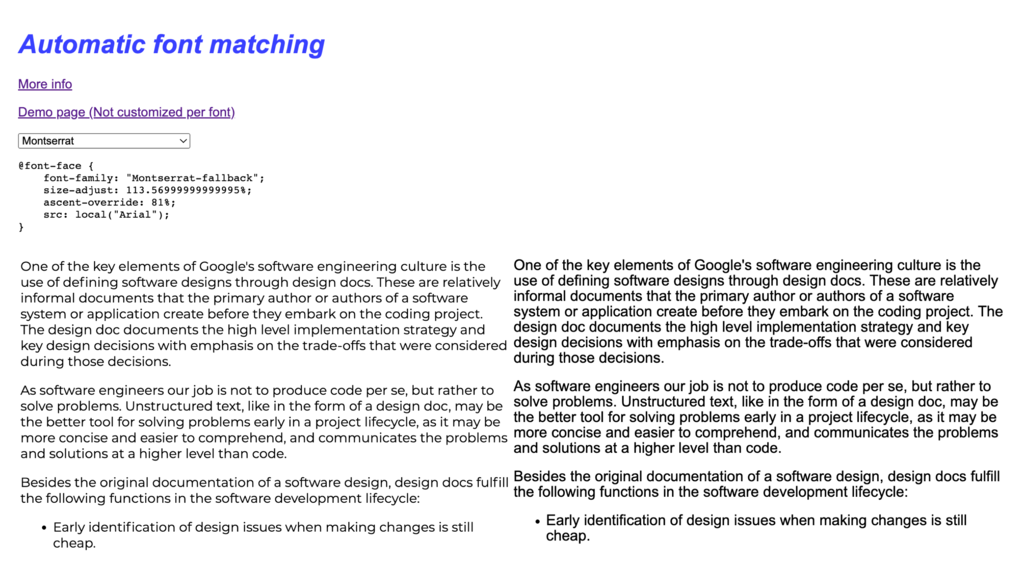 Automatic font matching
More info
Demo page (Not customized per font)
Montserrat
@font-face {
    font-family: "Montserrat-fallback";
    size-adjust: 113.56999999999995%;
    ascent-override: 81%;
    src: local("Arial");
}
One of the key elements of Google's software engineering culture is the
use of defining software designs through design docs. These are relatively
informal documents that the primary author or authors of a software
system or application create before they embark on the coding project.
The design doc documents the high level implementation strategy and
key design decisions with emphasis on the trade-offs that were considered
during those decisions.
As software engineers our job is not to produce code per se, but rather to
solve problems. Unstructured text, like in the form of a design doc, may be
the better tool for solving problems early in a project lifecycle, as it may be
more concise and easier to comprehend, and communicates the problems
and solutions at a higher level than code.
Besides the original documentation of a software design, design docs fulfill
the following functions in the software development lifecycle:
• Early identification of design issues when making changes is still
cheap.
One of the key elements of Google's software engineering culture is the
use of defining software designs through design docs. These are relatively
informal documents that the primary author or authors of a software
system or application create before they embark on the coding project. The
design doc documents the high level implementation strategy and key
design decisions with emphasis on the trade-offs that were considered
during those decisions.
As software engineers our job is not to produce code per se, but rather to
solve problems. Unstructured text, like in the form of a design doc, may be
the better tool for solving problems early in a project lifecycle, as it may be
more concise and easier to comprehend, and communicates the problems
and solutions at a higher level than code.
Besides the original documentation of a software design, design docs fulfill
the following functions in the software development lifecycle:
• Early identification of design issues when making changes is still
cheap.